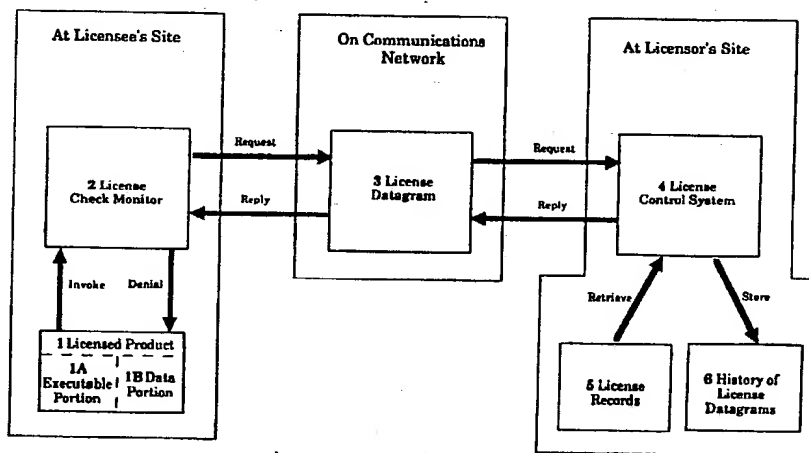 At Licensee's Site
On Communications
Network
At Licensor's Site
Request
Request
2 License
Check Monitor
3 License
Datagram
4 License
Control System
Reply
Reply
Invoke
Denial
Retrieve
Store
1 Licensed Product
1A
Executable
Portion
1B Data
Portion
5 License
Records
6 History of
License
Datagrams